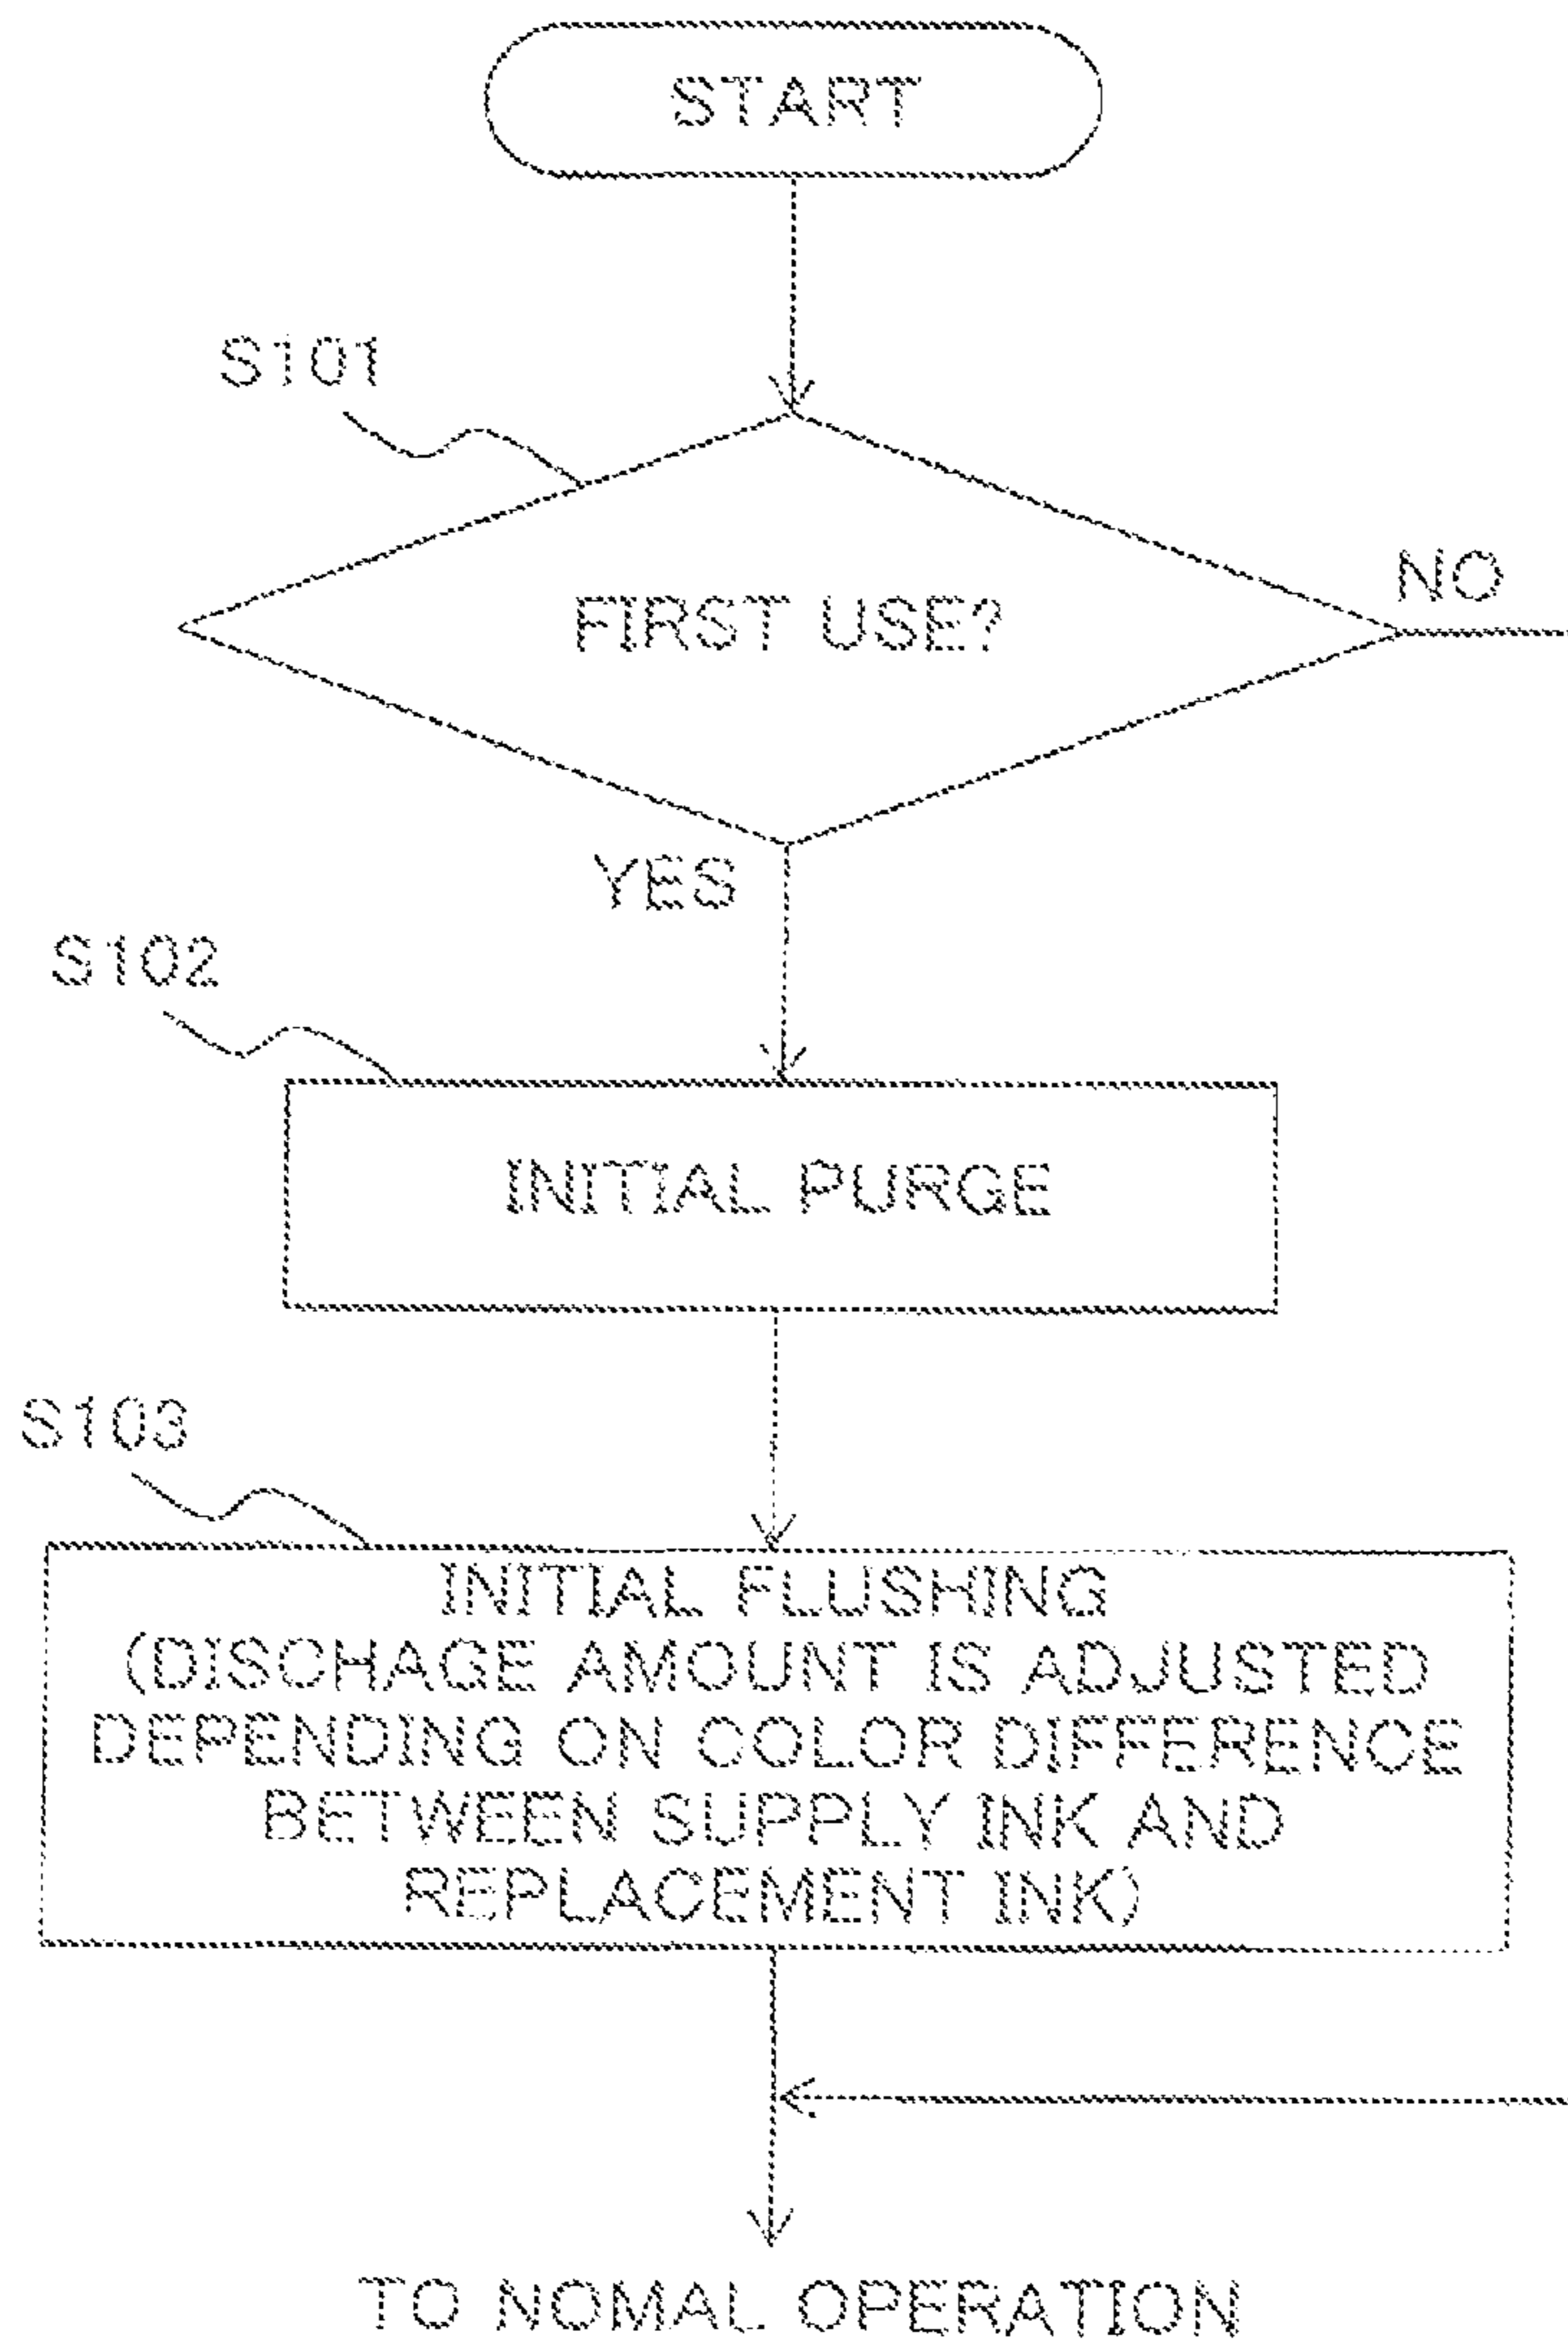 START
S101
FIRST USE?
NO
YES
S102
INITIAL PURGE
S103
INITIAL FLUSHING
(DISCHAGE AMOUNT IS ADJUSTED
DEPENDING ON COLOR DIFFERENCE
BETWEEN SUPPLY INK AND
REPLACEMENT INK)
TO NOMAL OPERATION